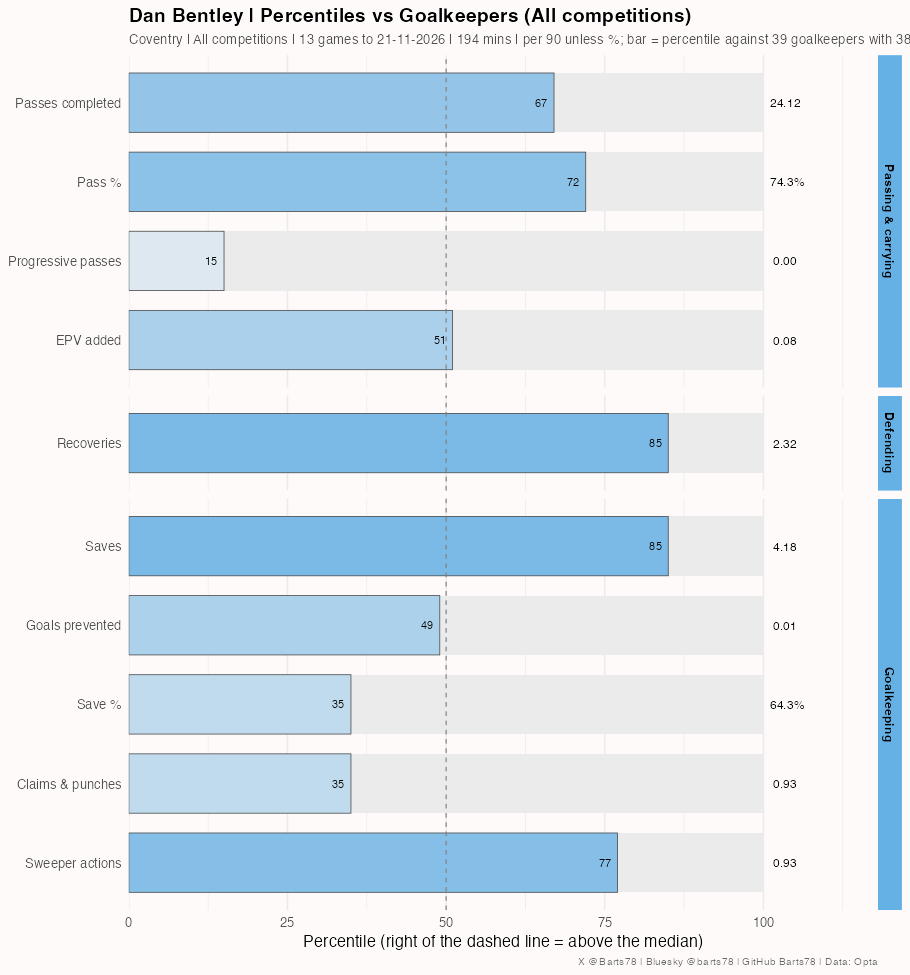 Dan Bentley | Percentiles vs Goalkeepers (All competitions)
Coventry | All competitions | 13 games to 21-11-2026 | 194 mins | per 90 unless %; bar = percentile against 39 goalkeepers with 38
Passes completed 67 24.12
Pass % 72 74.3%
Progressive passes 15 0.00
EPV added 51 0.08
Passing & carrying
Recoveries 85 2.32
Defending
Saves 85 4.18
Goals prevented 49 0.01
Save % 35 64.3%
Claims & punches 35 0.93
Sweeper actions 77 0.93
Goalkeeping
0 25 50 75 100
Percentile (right of the dashed line = above the median)
X @Barts78 | Bluesky @barts78 | GitHub Barts78 | Data: Opta